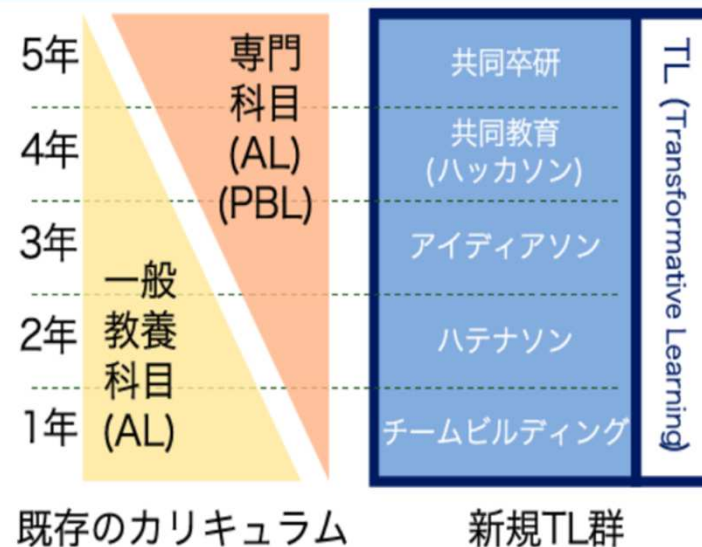 5年
4年
3年
2年
1年
専門
科目
(AL)
(PBL)
一般
教養
科目
(AL)
既存のカリキュラム
共同卒研
共同教育
(ハッカソン)
アイディアソン
ハテナソン
チームビルディング
TL (Transformative Learning)
新規TL群